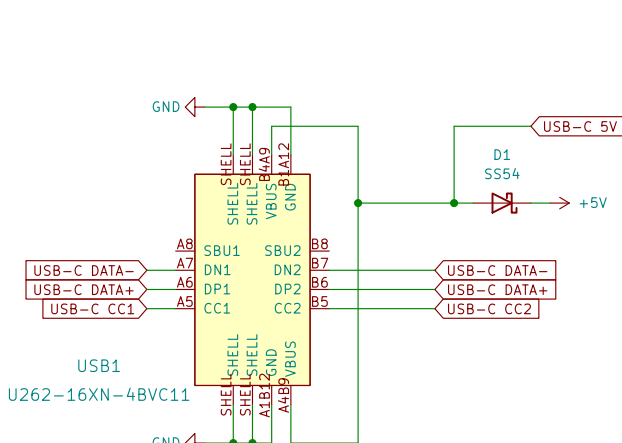 GND
SHELL
SHELL
B4A9
B1A12
SHELL
SHELL
VBUS
GND
USB-C 5V
D1
SS54
+5V
A8
SBU1
SBU2
B8
USB-C DATA-
A7
DN1
DN2
B7
USB-C DATA-
USB-C DATA+
A6
DP1
DP2
B6
USB-C DATA+
USB-C CC1
A5
CC1
CC2
B5
USB-C CC2
SHELL
SHELL
GND
VBUS
USB1
U262-16XN-4BVC11
SHELL
SHELL
A1B12
A4B9
GND